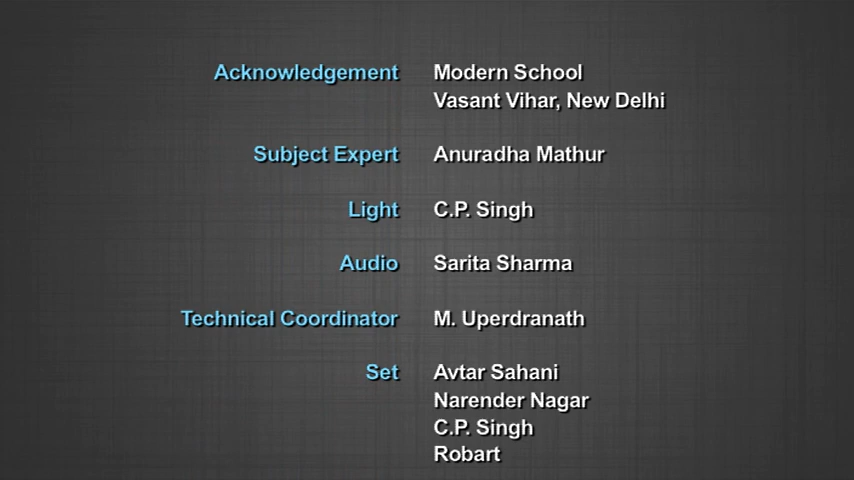 Acknowledgement Modern School
Vasant Vihar, New Delhi
Subject Expert Anuradha Mathur
Light C.P. Singh
Audio Sarita Sharma
Technical Coordinator M. Uperdranath
Set Avtar Sahani
Narender Nagar
C.P. Singh
Robart